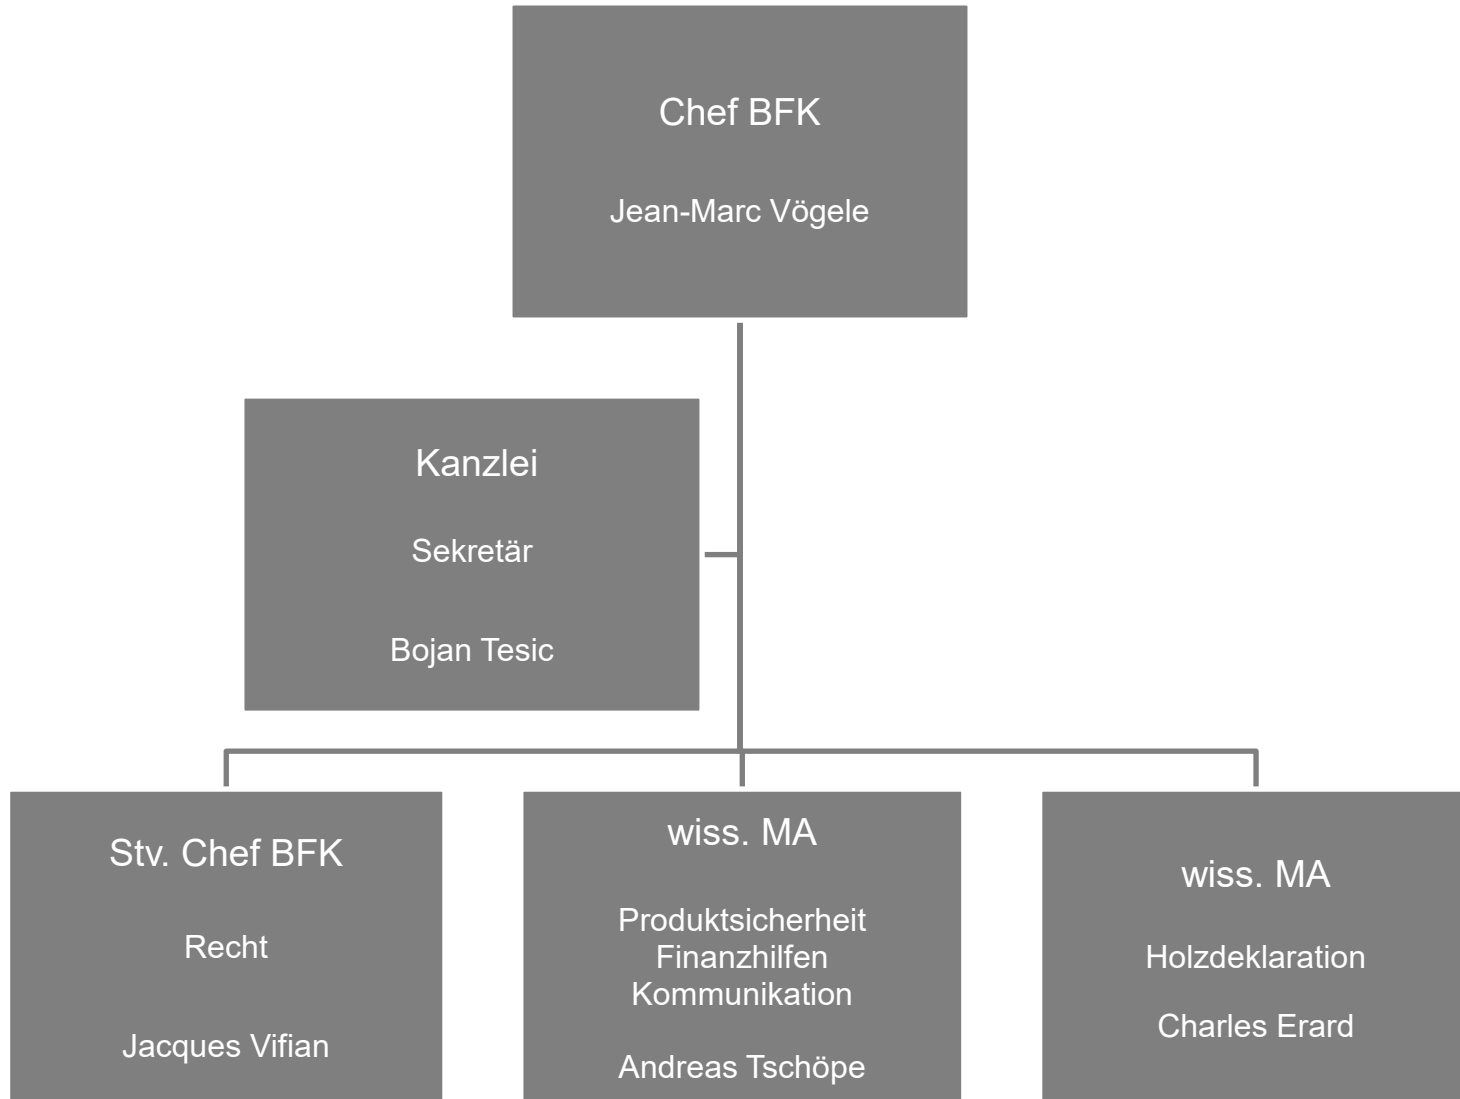 Chef BFK
Jean-Marc Vögele
Kanzlei
Sekretär
Bojan Tesic
Stv. Chef BFK
Recht
Jacques Vifian
wiss. MA
Produktsicherheit
Finanzhilfen
Kommunikation
Andreas Tschöpe
wiss. MA
Holzdeklaration
Charles Erard